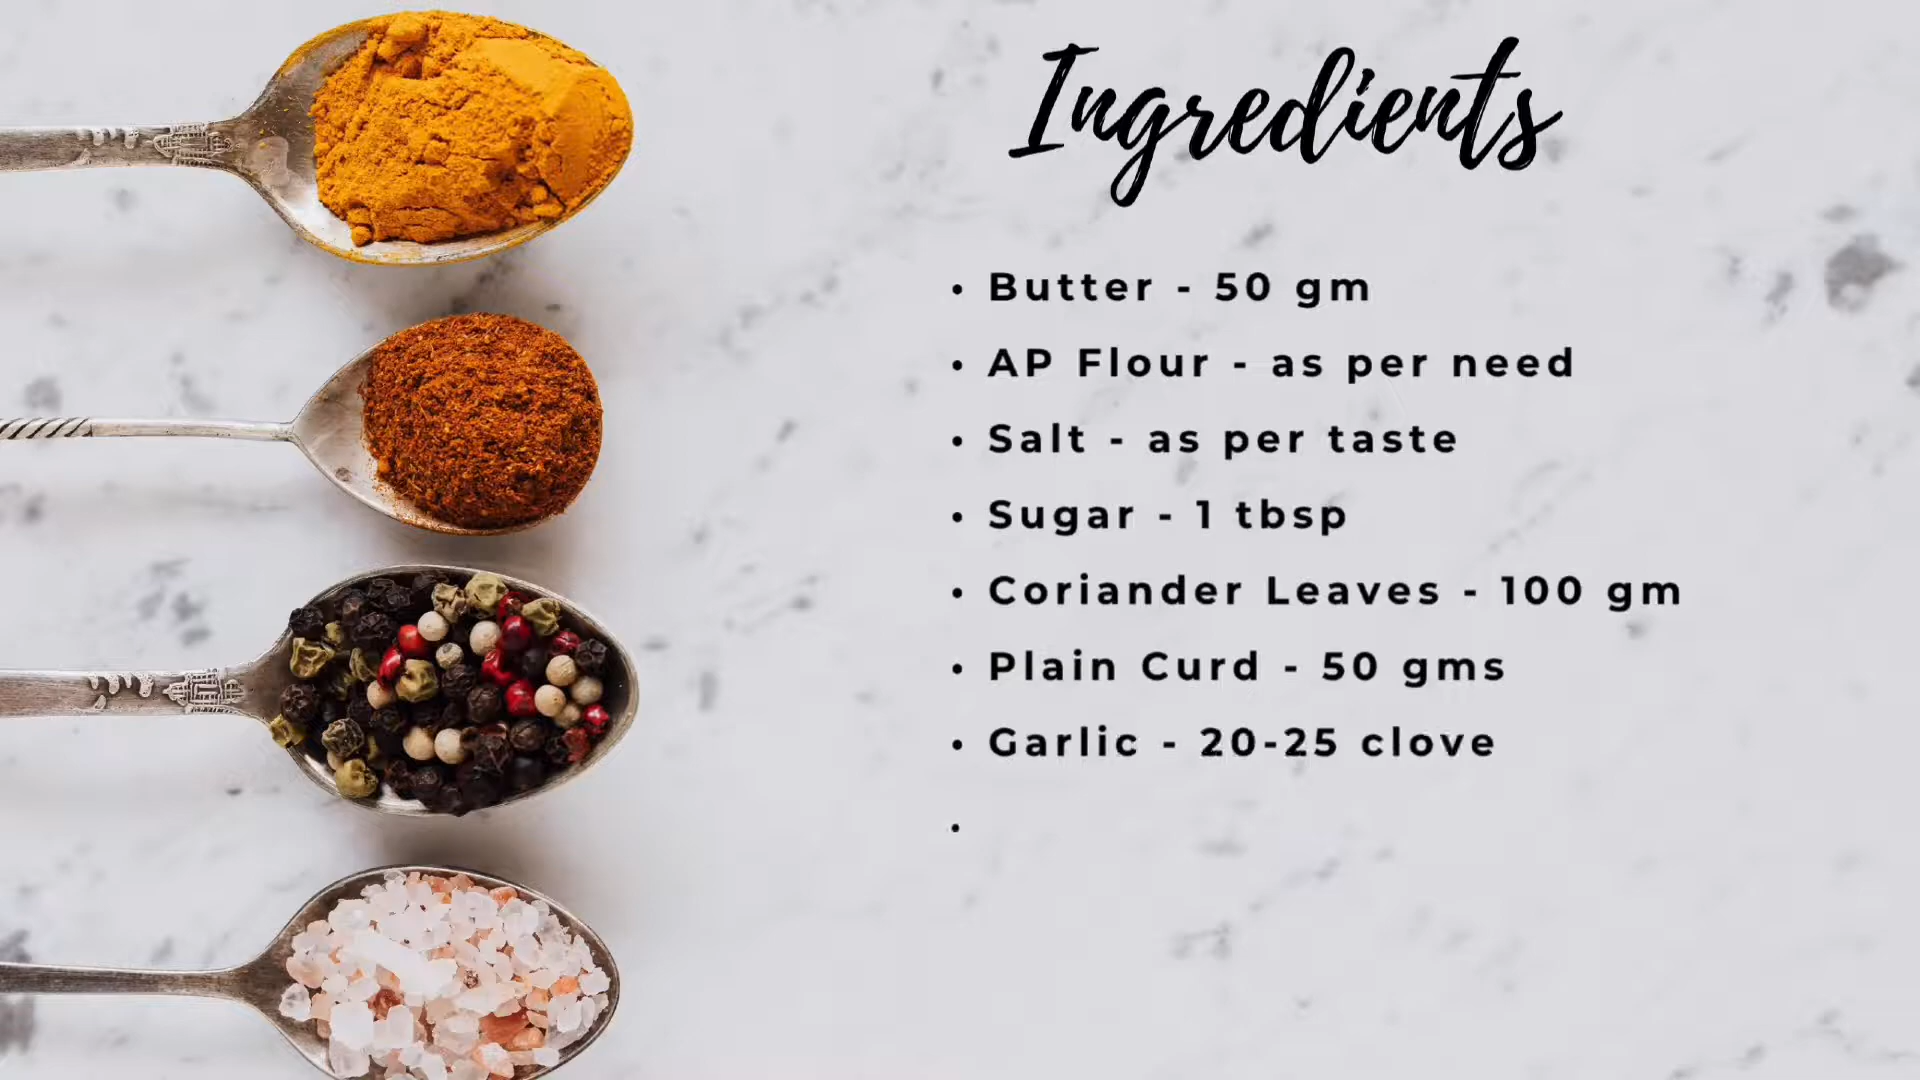 Ingredients
• Butter - 50 gm
• AP Flour - as per need
• Salt - as per taste
• Sugar - 1 tbsp
• Coriander Leaves - 100 gm
• Plain Curd - 50 gms
• Garlic - 20-25 clove
•